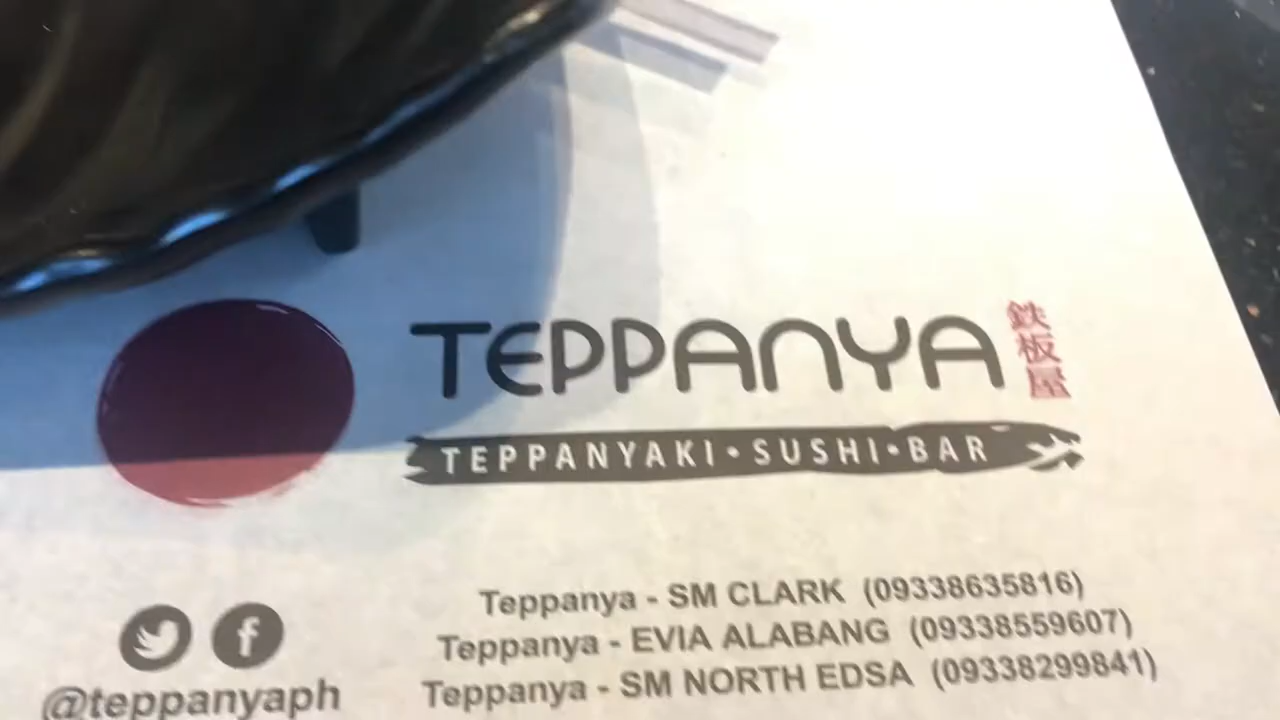 TEPPANYA 鉄板屋
TEPPANYAKI•SUSHI•BAR
Teppanya - SM CLARK (09338635816)
Teppanya - EVIA ALABANG (09338559607)
Teppanya - SM NORTH EDSA (09338299841)
@teppanyaph